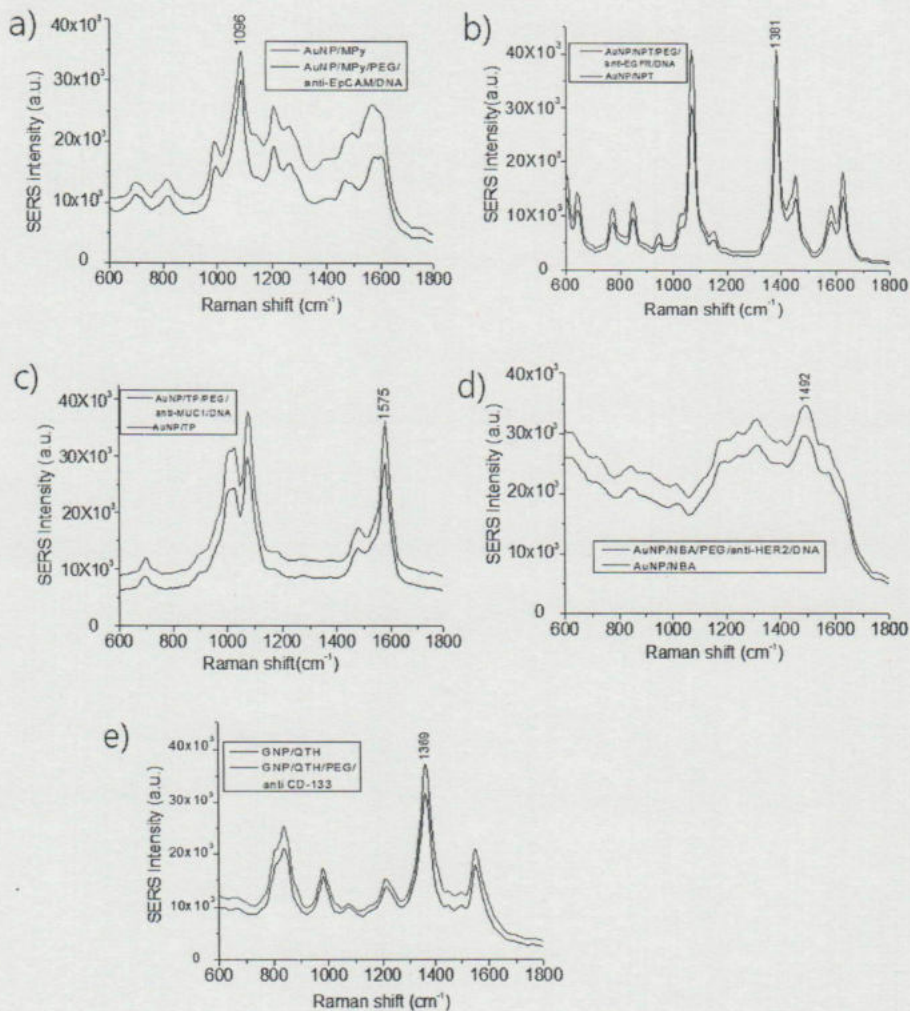 a)
SERS Intensity (a.u.)
40x10³
30x10³
20x10³
10x10³
0
1096
AuNP/MPy
AuNP/MPy/PEG/
anti-EpCAM/DNA
600 800 1000 1200 1400 1600 1800
Raman shift (cm⁻¹)
b)
SERS Intensity(a.u.)
40X10³
30X10³
20X10³
10X10³
0
1381
AuNP/NPT/PEG/
anti-EGFR/DNA
AuNP/NPT
600 800 1000 1200 1400 1600 1800
Raman shift (cm⁻¹)
c)
SERS Intensity (a.u.)
40X10³
30X10³
20X10³
10X10³
0
1575
AuNP/TP/PEG/
anti-MUC1/DNA
AuNP/TP
600 800 1000 1200 1400 1600 1800
Raman shift(cm⁻¹)
d)
SERS Intensity (a.u.)
40x10³
30x10³
20x10³
10x10³
0
1492
AuNP/NBA/PEG/anti-HER2/DNA
AuNP/NBA
600 800 1000 1200 1400 1600 1800
Raman shift (cm⁻¹)
e)
SERS Intensity (a.u.)
40x10³
30x10³
20x10³
10x10³
0
1369
GNP/QTH
GNP/QTH/PEG/
anti CD-133
600 800 1000 1200 1400 1600 1800
Raman shift (cm⁻¹)